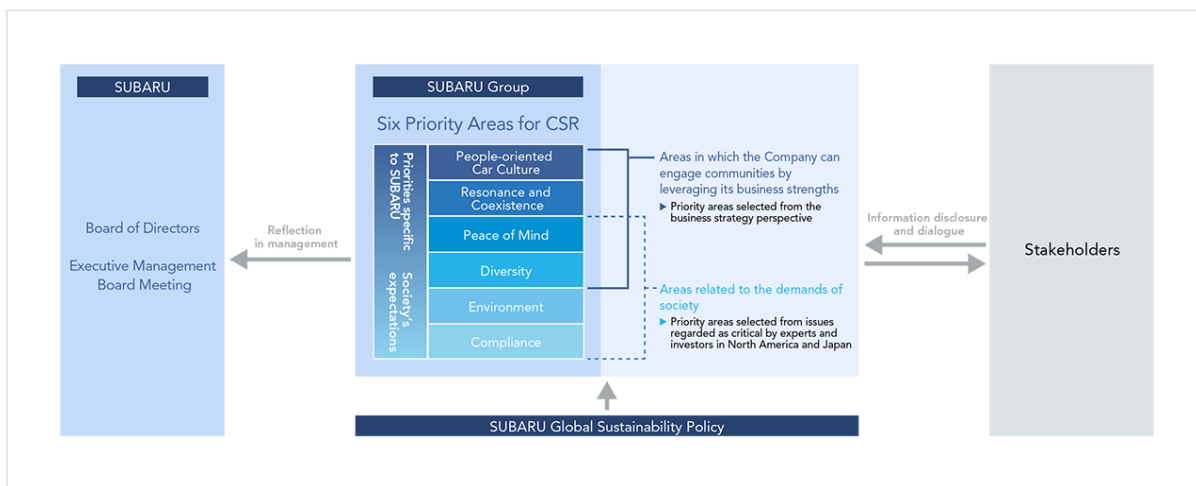 SUBARU
Board of Directors
Executive Management
Board Meeting
Reflection
in management
SUBARU Group
Six Priority Areas for CSR
Priorities specific
to SUBARU
Society's
expectations
People-oriented
Car Culture
Resonance and
Coexistence
Peace of Mind
Diversity
Environment
Compliance
Areas in which the Company can
engage communities by
leveraging its business strengths
▶ Priority areas selected from the
business strategy perspective
Areas related to the demands of
society
▶ Priority areas selected from issues
regarded as critical by experts and
investors in North America and Japan
Information disclosure
and dialogue
Stakeholders
SUBARU Global Sustainability Policy